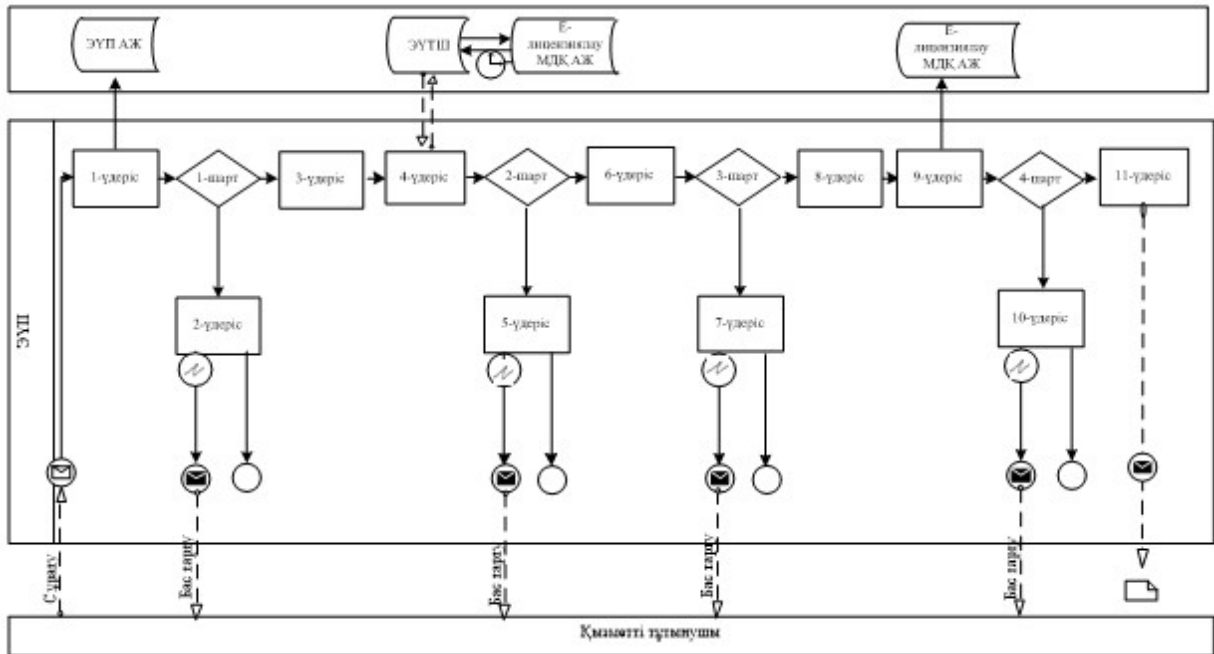 ЭҮП АЖ
ЭҮТШ
Е-
лицензиялау
МДҚ АЖ
Е-
лицензиялау
МДҚ АЖ
ЭҮП
1-үдеріс
1-шарт
3-үдеріс
4-үдеріс
2-шарт
6-үдеріс
3-шарт
8-үдеріс
9-үдеріс
4-шарт
11-үдеріс
2-үдеріс
5-үдеріс
7-үдеріс
10-үдеріс
Сұрату
Бас тарту
Бас тарту
Бас тарту
Бас тарту
Қызметті тұтынушы